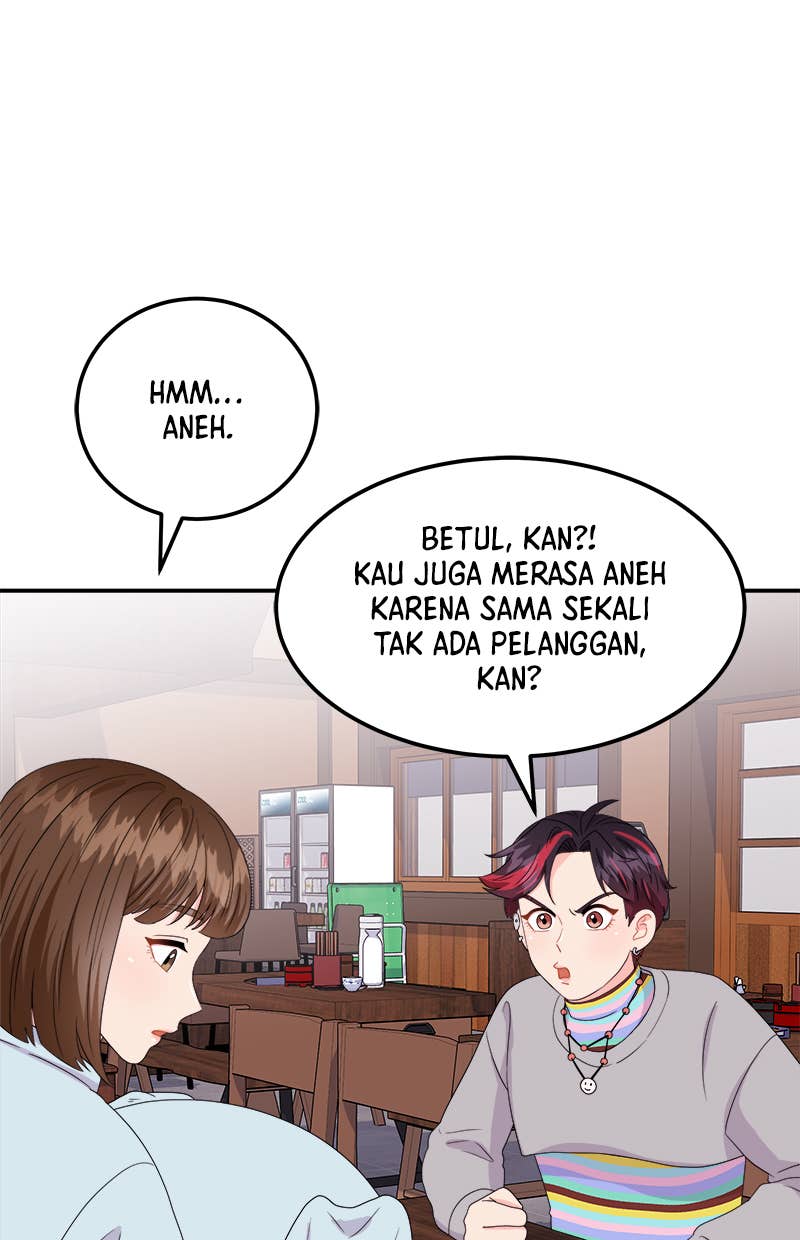 HMM...
ANEH.
BETUL, KAN?!
KAU JUGA MERASA ANEH
KARENA SAMA SEKALI
TAK ADA PELANGGAN,
KAN?